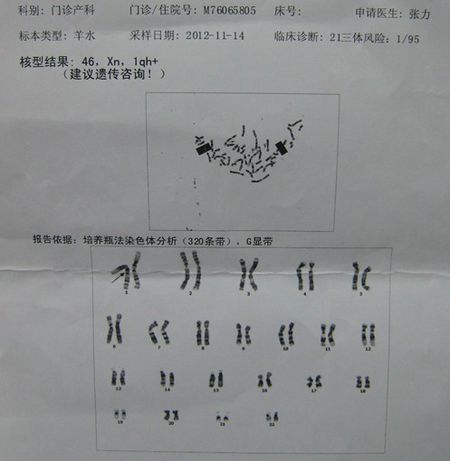 科别: 门诊产科 门诊/住院号: M76065805 床号: 申请医生: 张力
标本类型: 羊水 采样日期: 2012-11-14 临床诊断: 21三体风险: 1/95
核型结果: 46, Xn, 1qh+
(建议遗传咨询!)
报告依据: 培养瓶法染色体分析(320条带), G显带
1 2 3 4 5
6 7 8 9 10 11 12
13 14 15 16 17 18
19 20 21 22